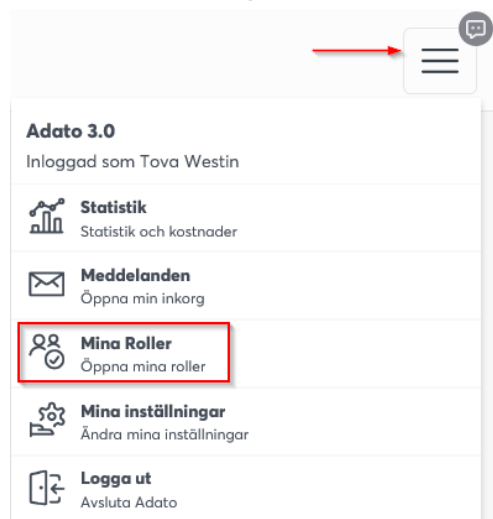 Adato 3.0
Inloggad som Tova Westin
Statistik
Statistik och kostnader
Meddelanden
Öppna min inkorg
Mina Roller
Öppna mina roller
Mina inställningar
Ändra mina inställningar
Logga ut
Avsluta Adato